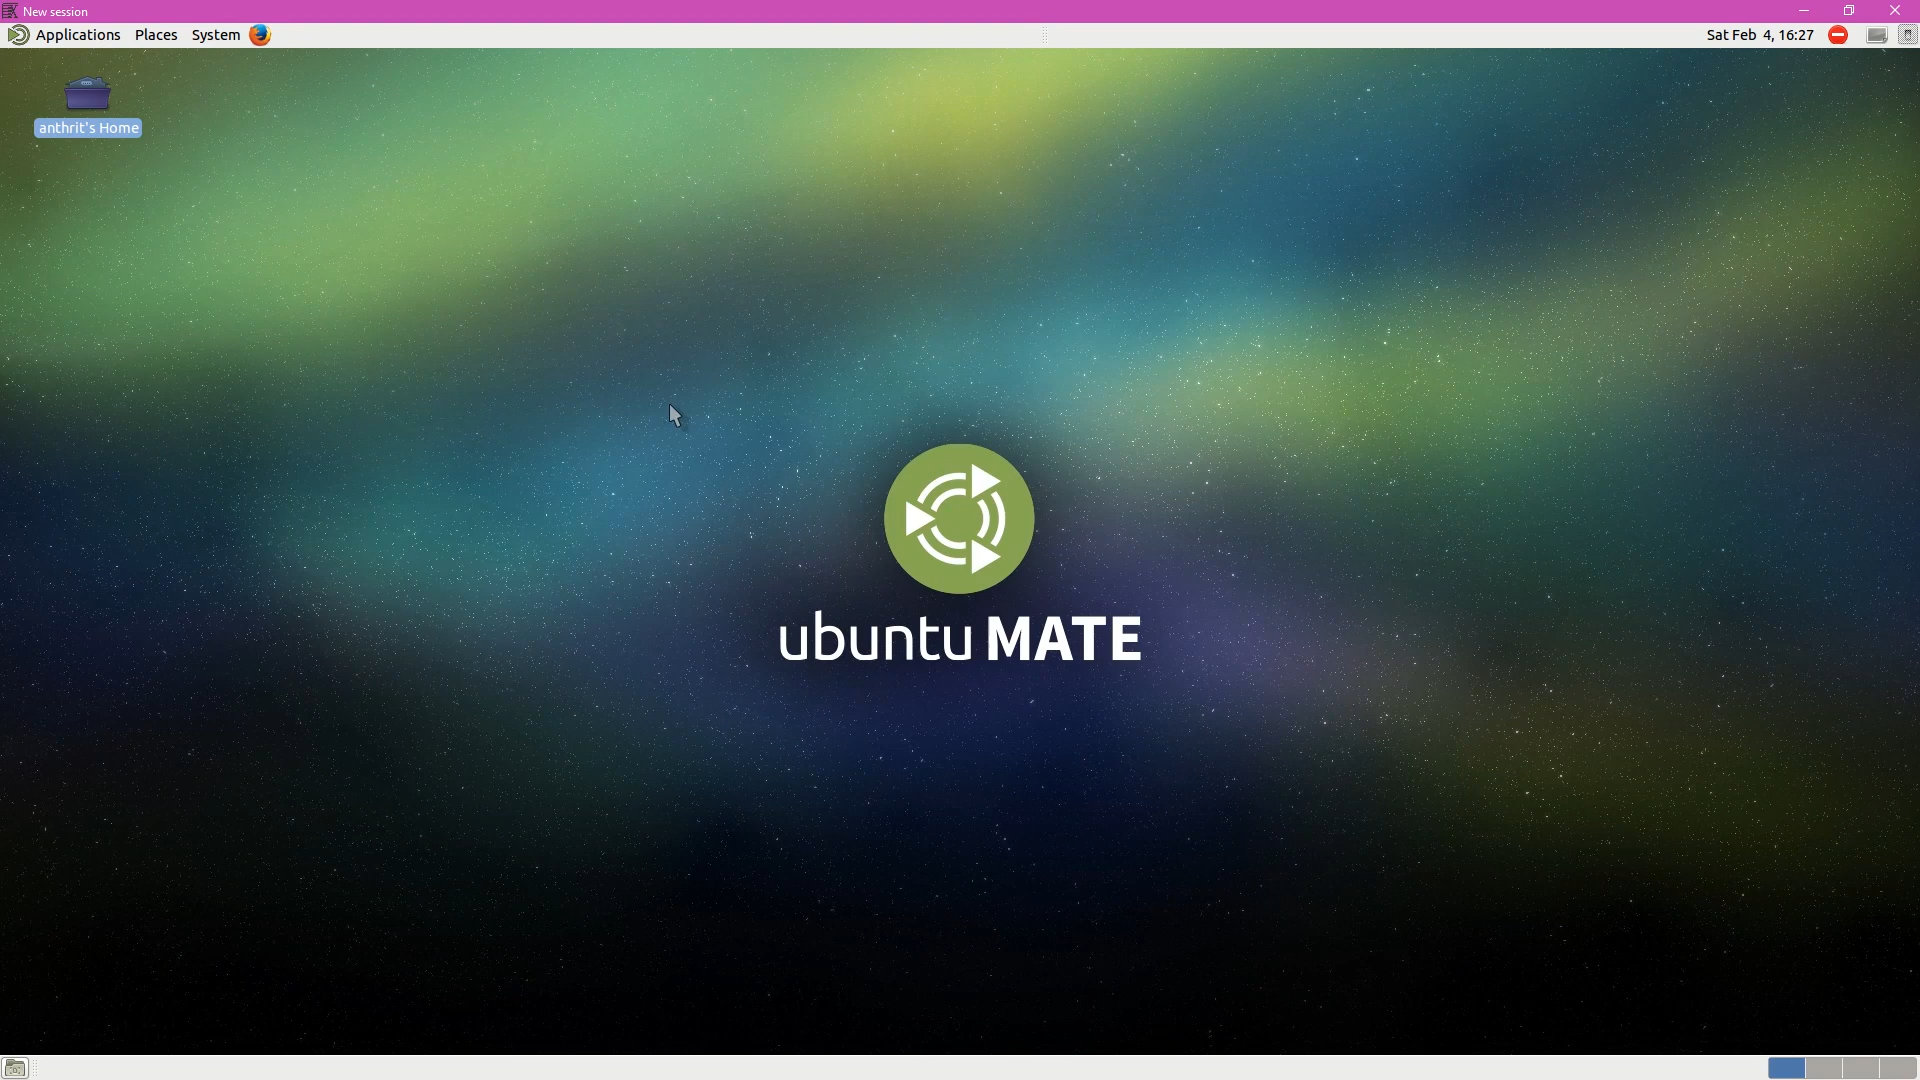 New session
Applications Places System Sat Feb 4, 16:27
anthrit's Home
ubuntu MATE